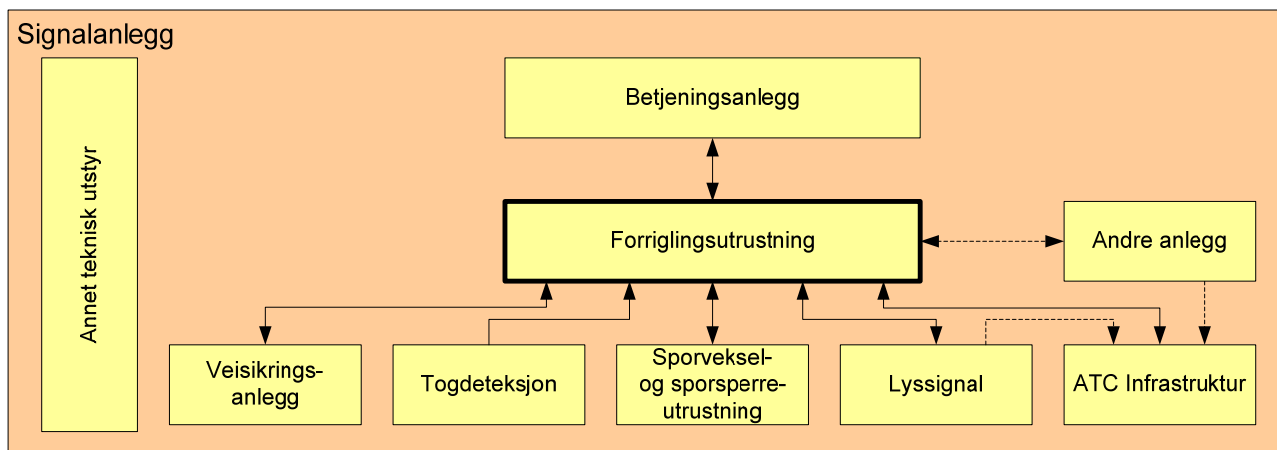 Signalanlegg
Annet teknisk utstyr
Betjeningsanlegg
Forriglingsutrustning
Andre anlegg
Veisikrings-
anlegg
Togdeteksjon
Sporveksel-
og sporsperre-
utrustning
Lyssignal
ATC Infrastruktur